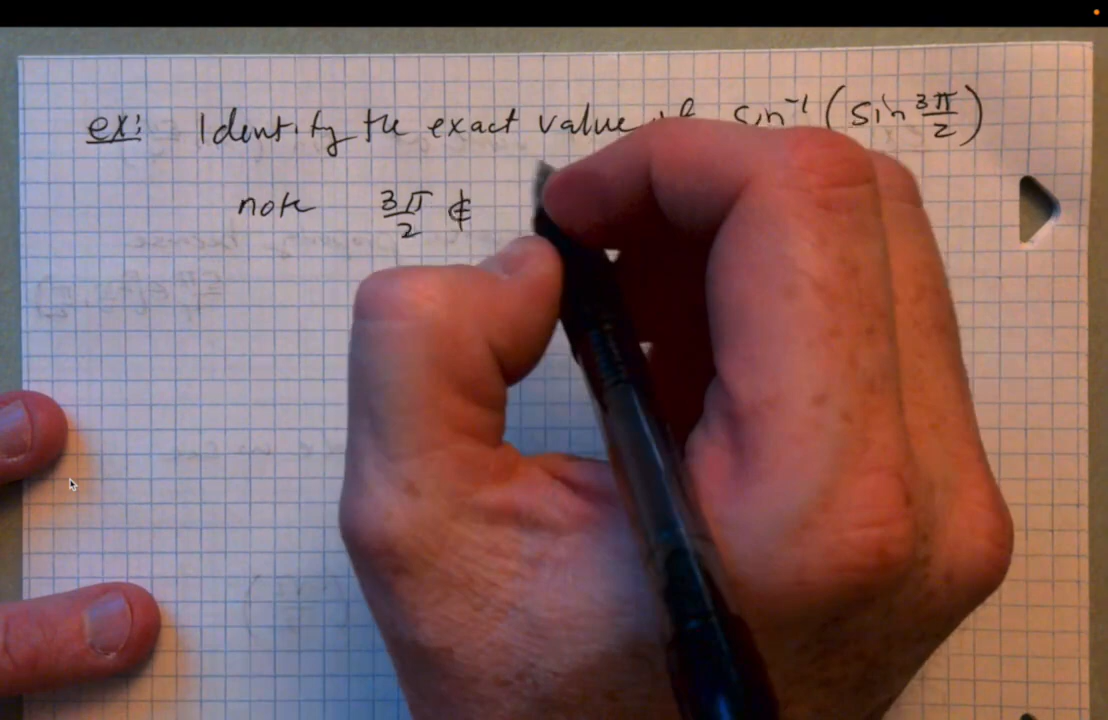 ex: Identify the exact value of sin⁻¹(sin 3π/2)
note 3π/2 ∉